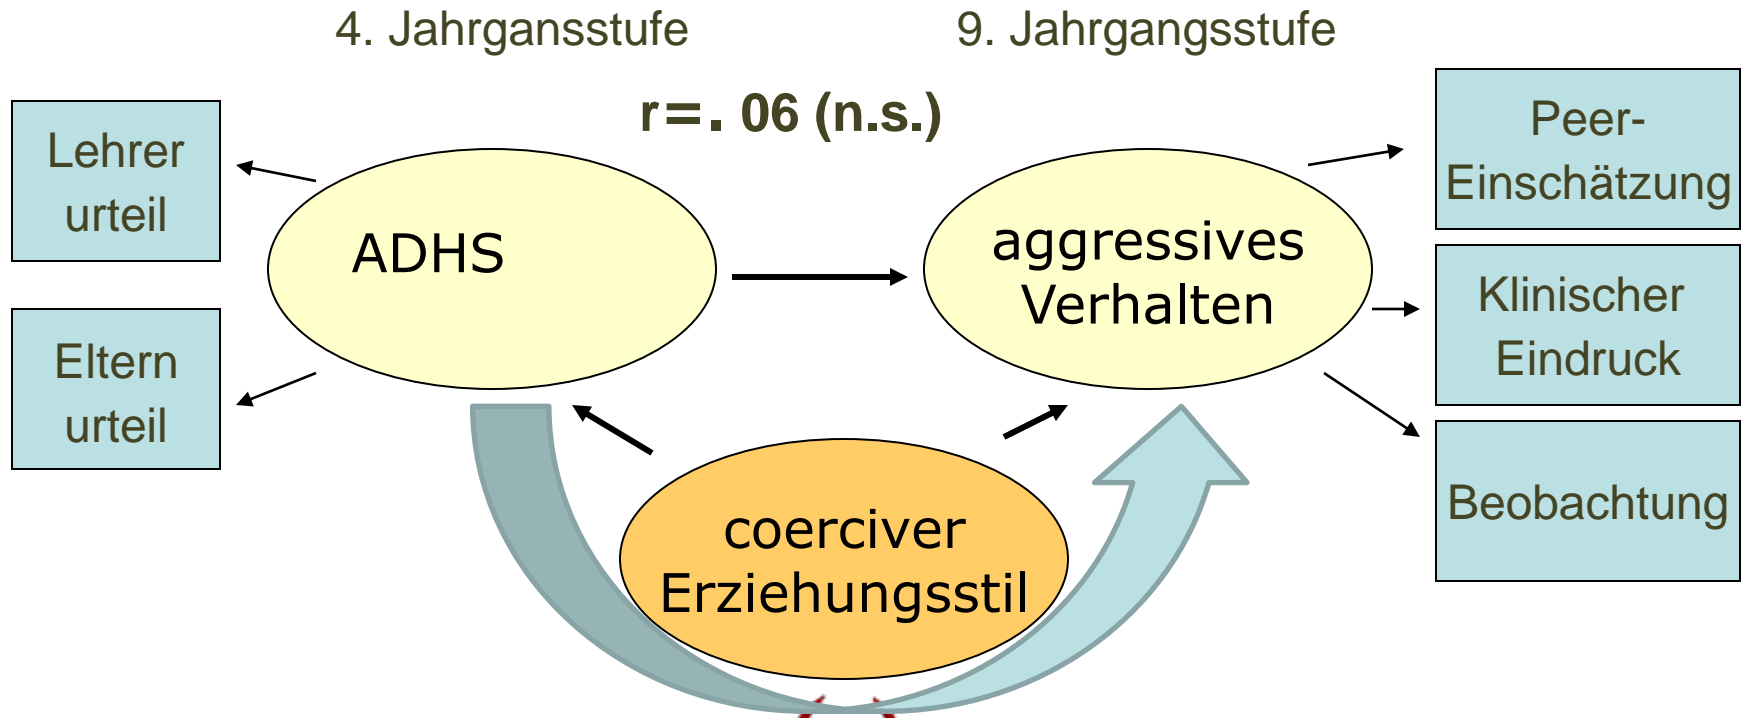 4. Jahrgansstufe
9. Jahrgangsstufe
r=. 06 (n.s.)
Lehrer
urteil
Eltern
urteil
ADHS
aggressives
Verhalten
coerciver
Erziehungsstil
Peer-
Einschätzung
Klinischer
Eindruck
Beobachtung